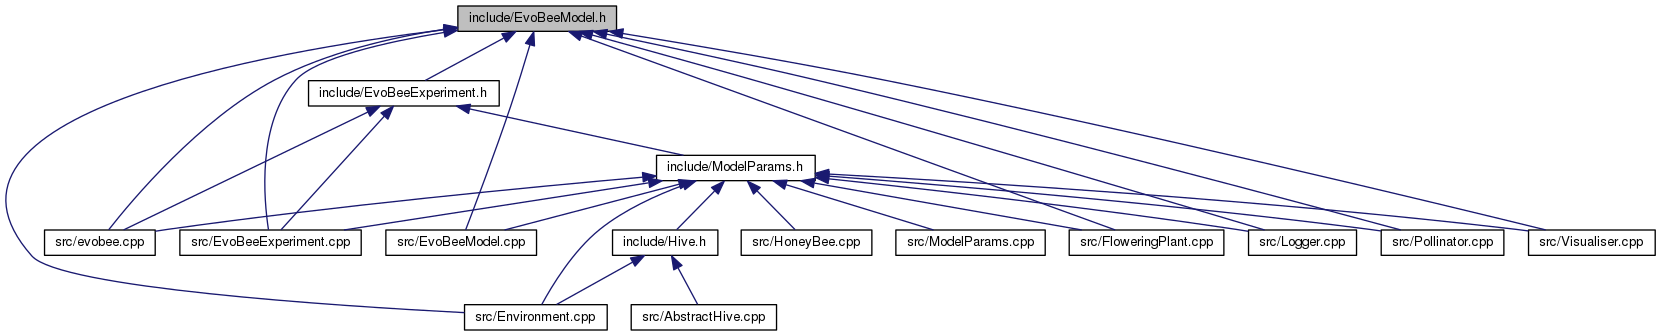 include/EvoBeeModel.h
include/EvoBeeExperiment.h
include/ModelParams.h
src/evobee.cpp
src/EvoBeeExperiment.cpp
src/EvoBeeModel.cpp
include/Hive.h
src/HoneyBee.cpp
src/ModelParams.cpp
src/FloweringPlant.cpp
src/Logger.cpp
src/Pollinator.cpp
src/Visualiser.cpp
src/Environment.cpp
src/AbstractHive.cpp